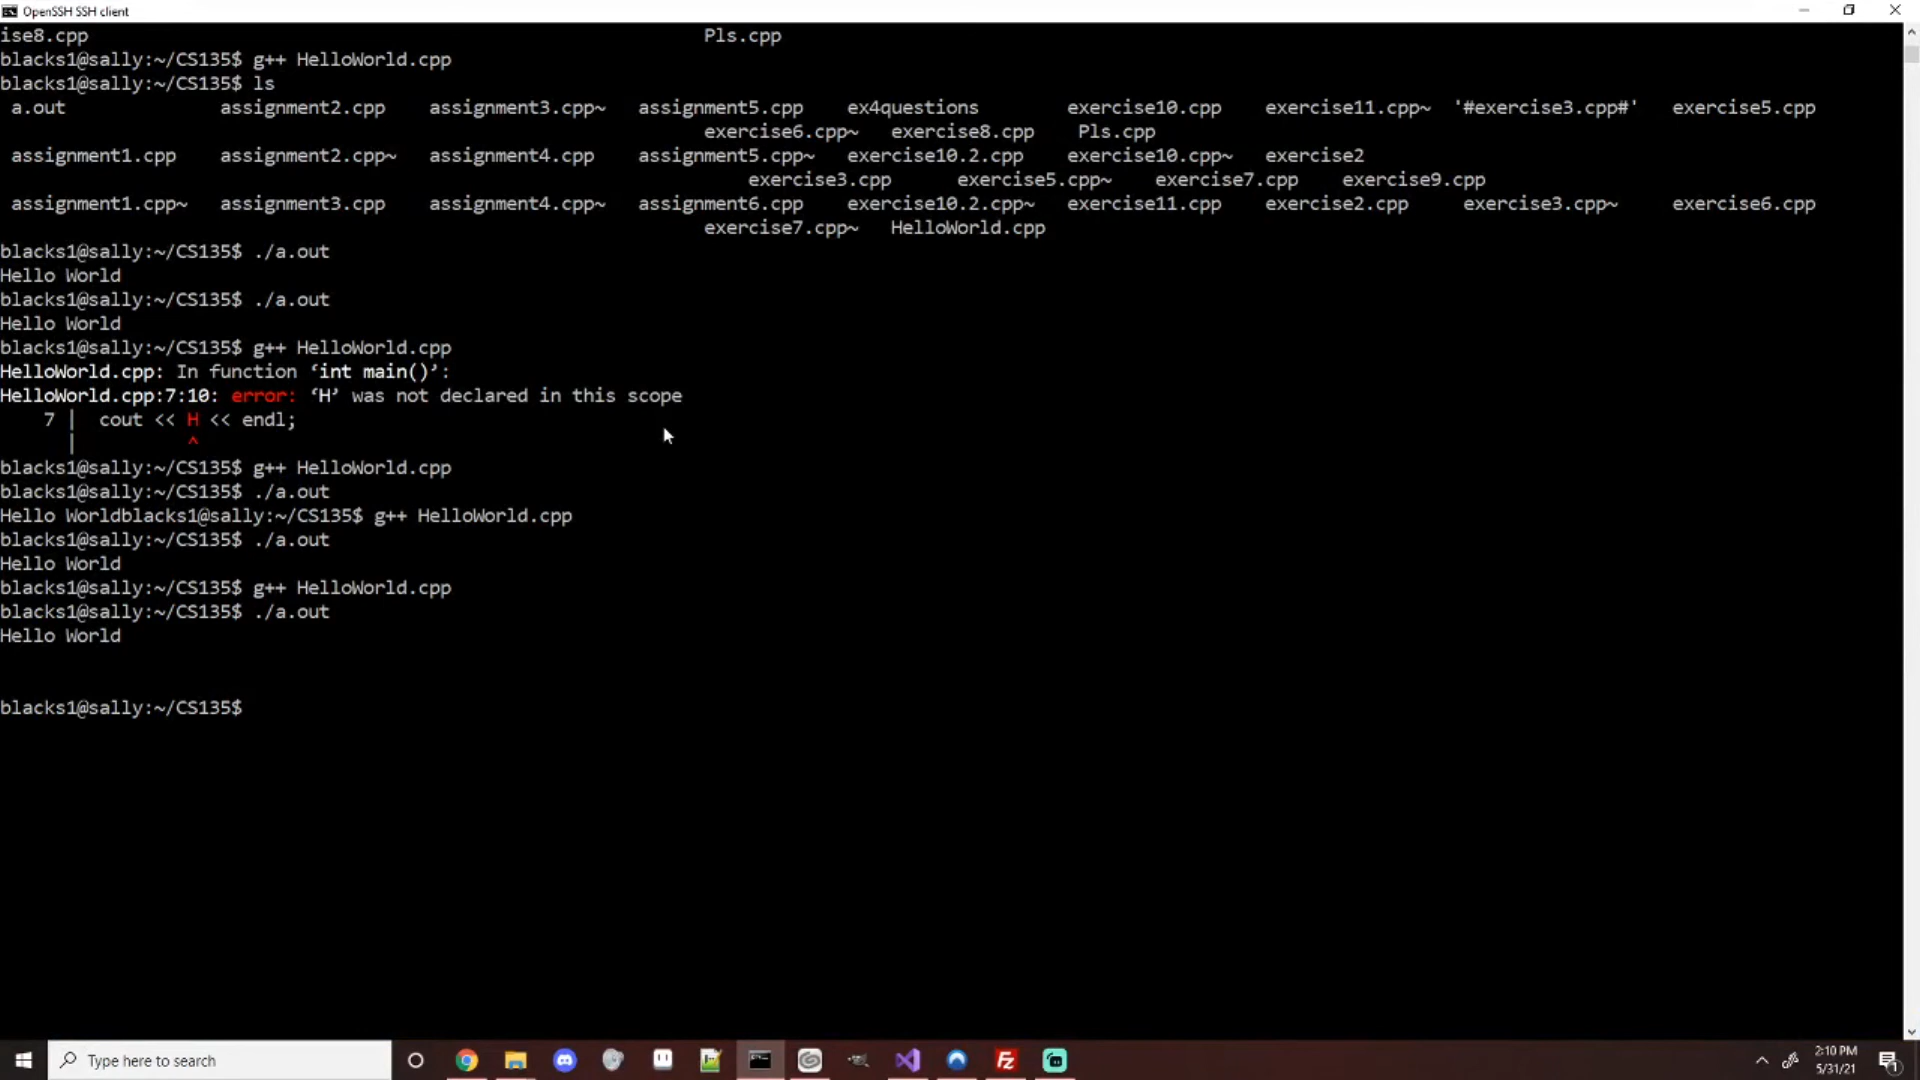 OpenSSH SSH client
ise8.cpp Pls.cpp
blacks1@sally:~/CS135$ g++ HelloWorld.cpp
blacks1@sally:~/CS135$ ls
a.out assignment2.cpp assignment3.cpp~ assignment5.cpp ex4questions exercise10.cpp exercise11.cpp~ '#exercise3.cpp#' exercise5.cpp
exercise6.cpp~ exercise8.cpp Pls.cpp
assignment1.cpp assignment2.cpp~ assignment4.cpp assignment5.cpp~ exercise10.2.cpp exercise10.cpp~ exercise2
exercise3.cpp exercise5.cpp~ exercise7.cpp exercise9.cpp
assignment1.cpp~ assignment3.cpp assignment4.cpp~ assignment6.cpp exercise10.2.cpp~ exercise11.cpp exercise2.cpp exercise3.cpp~ exercise6.cpp
exercise7.cpp~ HelloWorld.cpp
blacks1@sally:~/CS135$ ./a.out
Hello World
blacks1@sally:~/CS135$ ./a.out
Hello World
blacks1@sally:~/CS135$ g++ HelloWorld.cpp
HelloWorld.cpp: In function ‘int main()’:
HelloWorld.cpp:7:10: error: ‘H’ was not declared in this scope
7 | cout << H << endl;
| ^
blacks1@sally:~/CS135$ g++ HelloWorld.cpp
blacks1@sally:~/CS135$ ./a.out
Hello Worldblacks1@sally:~/CS135$ g++ HelloWorld.cpp
blacks1@sally:~/CS135$ ./a.out
Hello World
blacks1@sally:~/CS135$ g++ HelloWorld.cpp
blacks1@sally:~/CS135$ ./a.out
Hello World
blacks1@sally:~/CS135$
Type here to search
2:10 PM
5/31/21
1